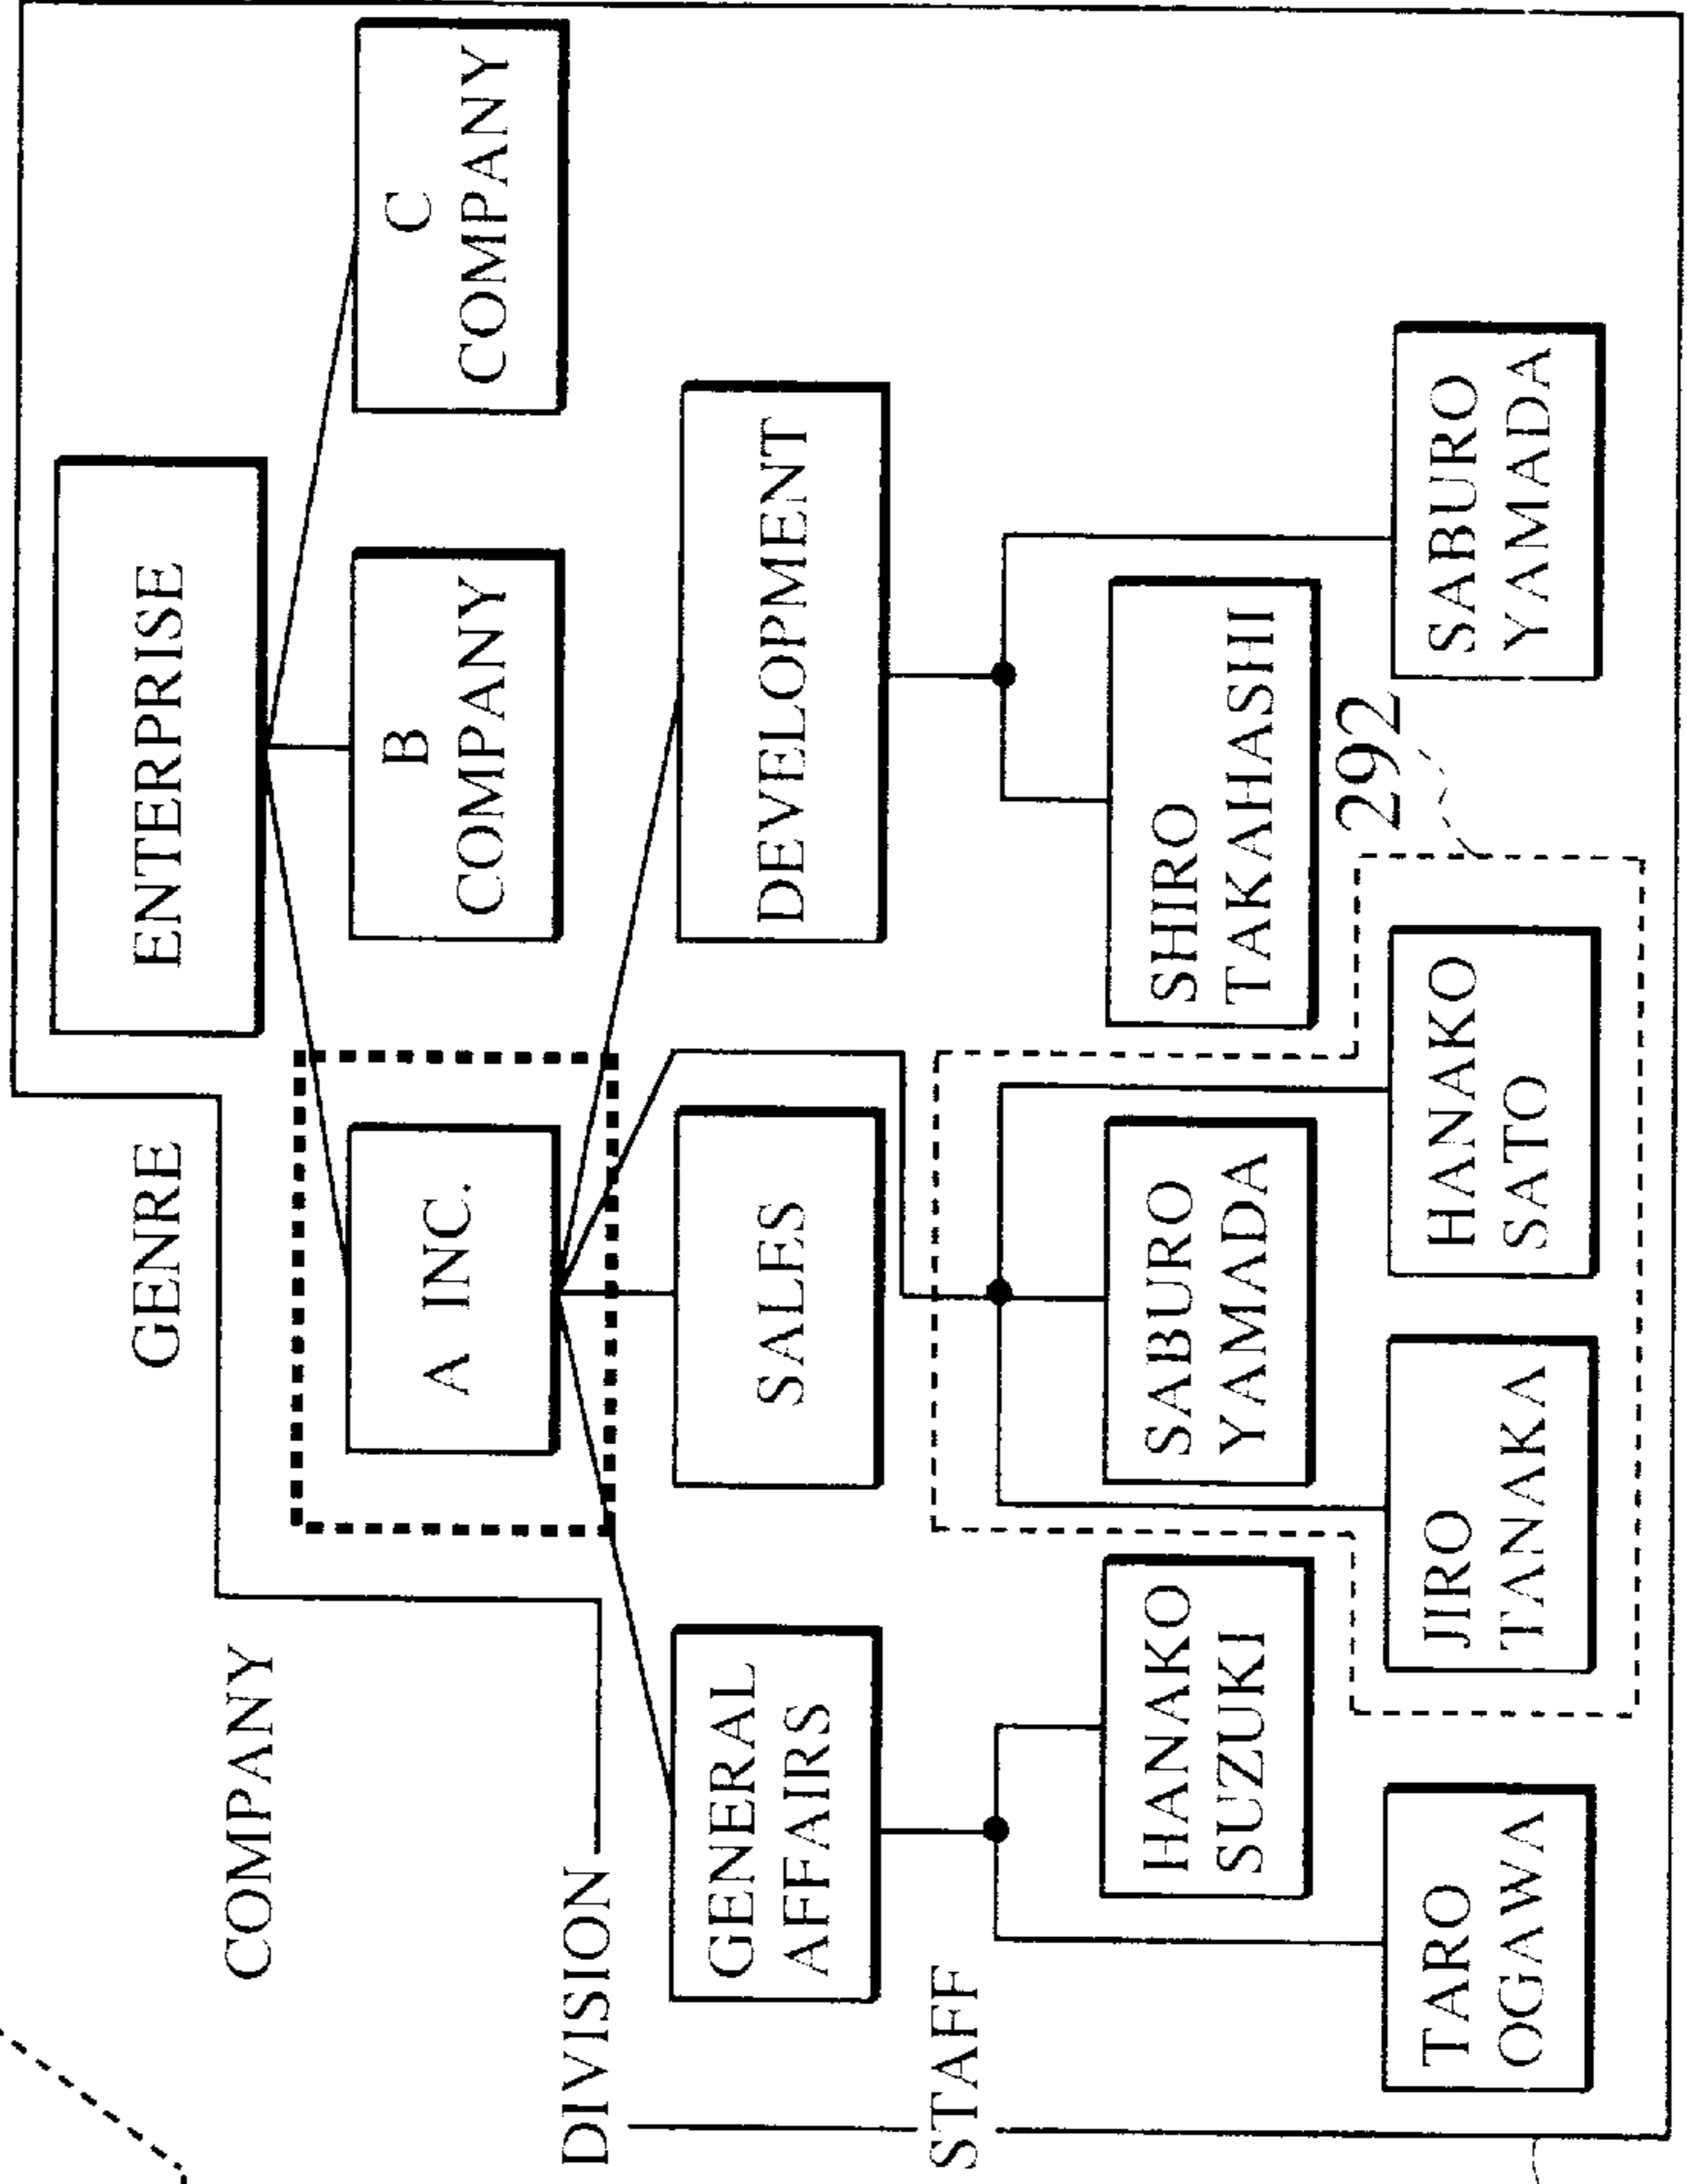 GENRE
ENTERPRISE
COMPANY
A INC.
B
COMPANY
C
COMPANY
DIVISION
GENERAL
AFFAIRS
SALES
DEVELOPMENT
STAFF
HANAKO
SUZUKI
SABURO
YAMADA
SHIRO
TAKAHASHI
292
TARO
OGAWA
JIRO
TANAKA
HANAKO
SATO
SABURO
YAMADA